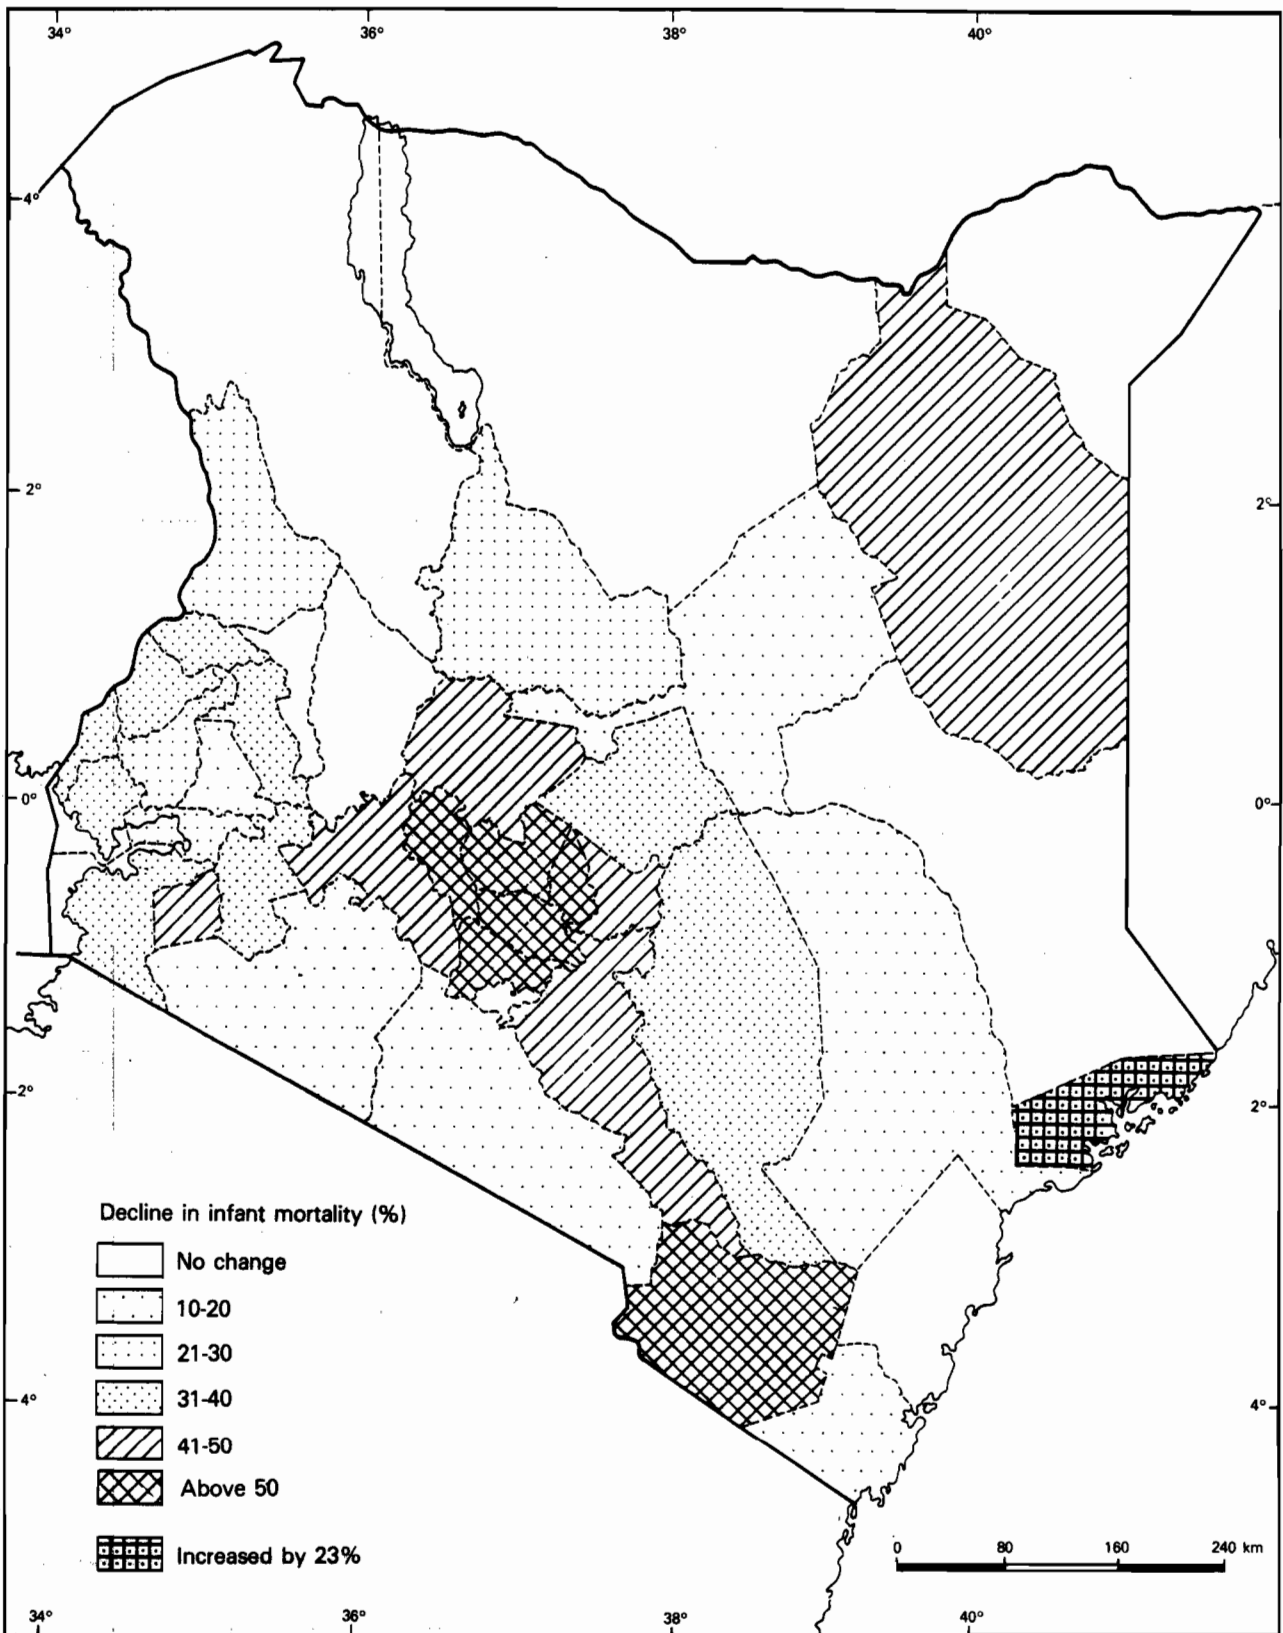 34° 36° 38° 40°
4°
2° 2°
0° 0°
2° 2°
Decline in infant mortality (%)
No change
10-20
21-30
31-40
4° 4°
41-50
Above 50
Increased by 23%
0 80 160 240 km
34° 36° 38° 40°